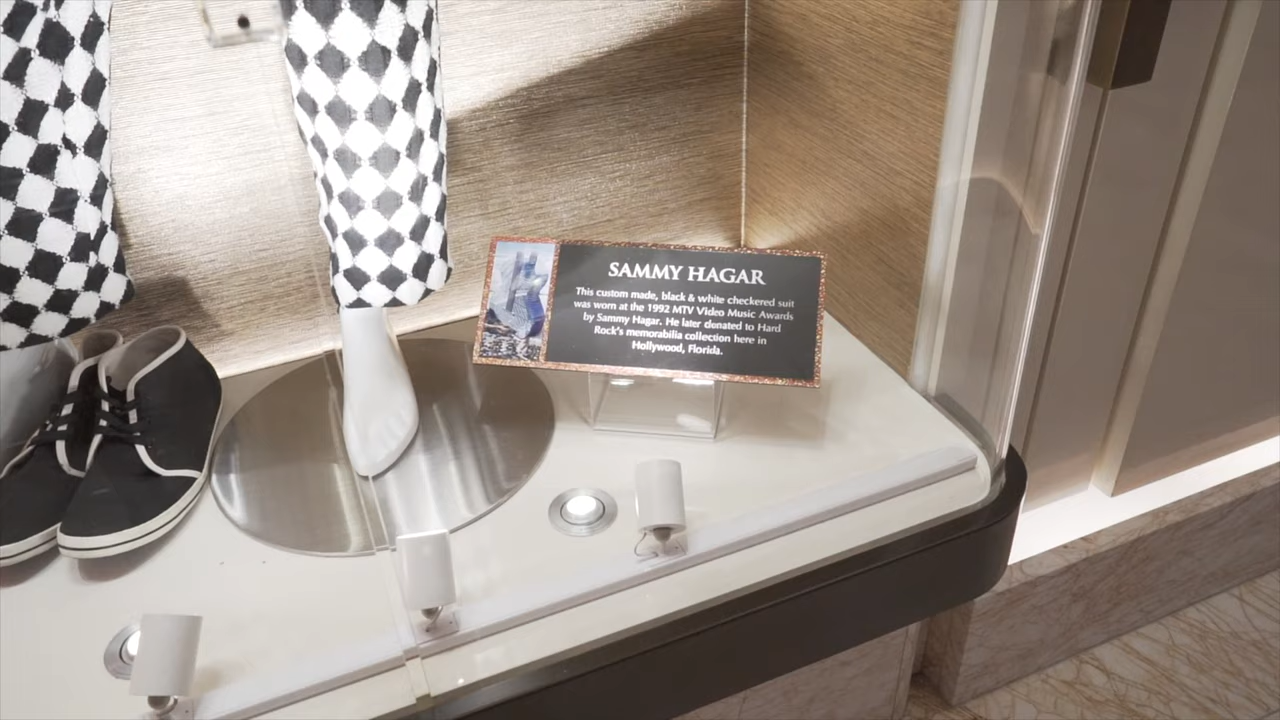 SAMMY HAGAR
This custom made, black & white checkered suit
was worn at the 1992 MTV Video Music Awards
by Sammy Hagar. He later donated to Hard
Rock's memorabilia collection here in
Hollywood, Florida.